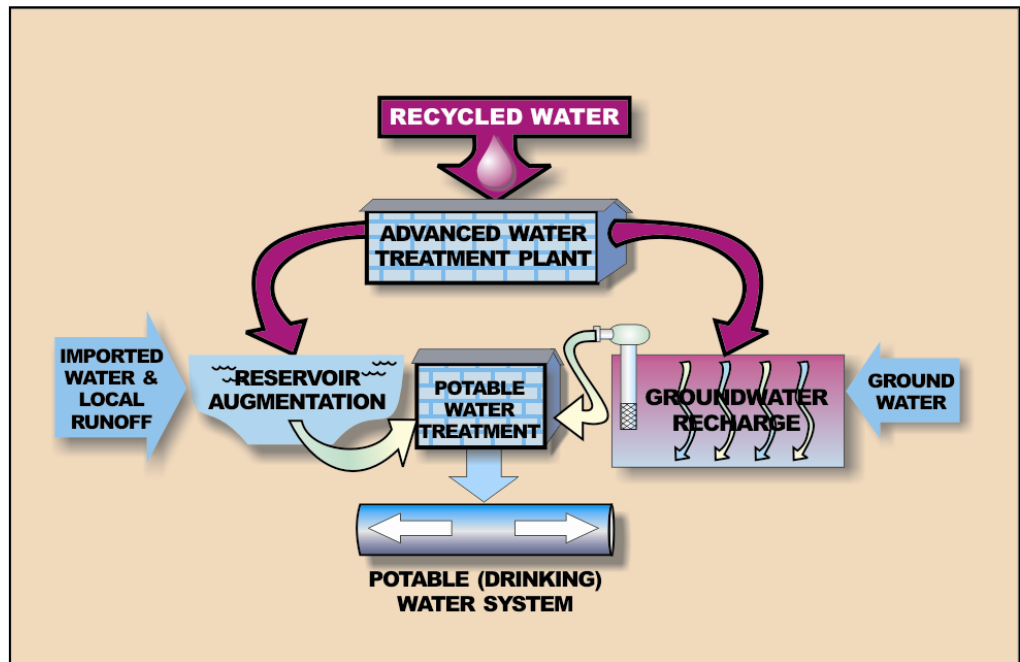 RECYCLED WATER
ADVANCED WATER
TREATMENT PLANT
IMPORTED
WATER &
LOCAL
RUNOFF
RESERVOIR
AUGMENTATION
POTABLE
WATER
TREATMENT
GROUNDWATER
RECHARGE
GROUND
WATER
POTABLE (DRINKING)
WATER SYSTEM